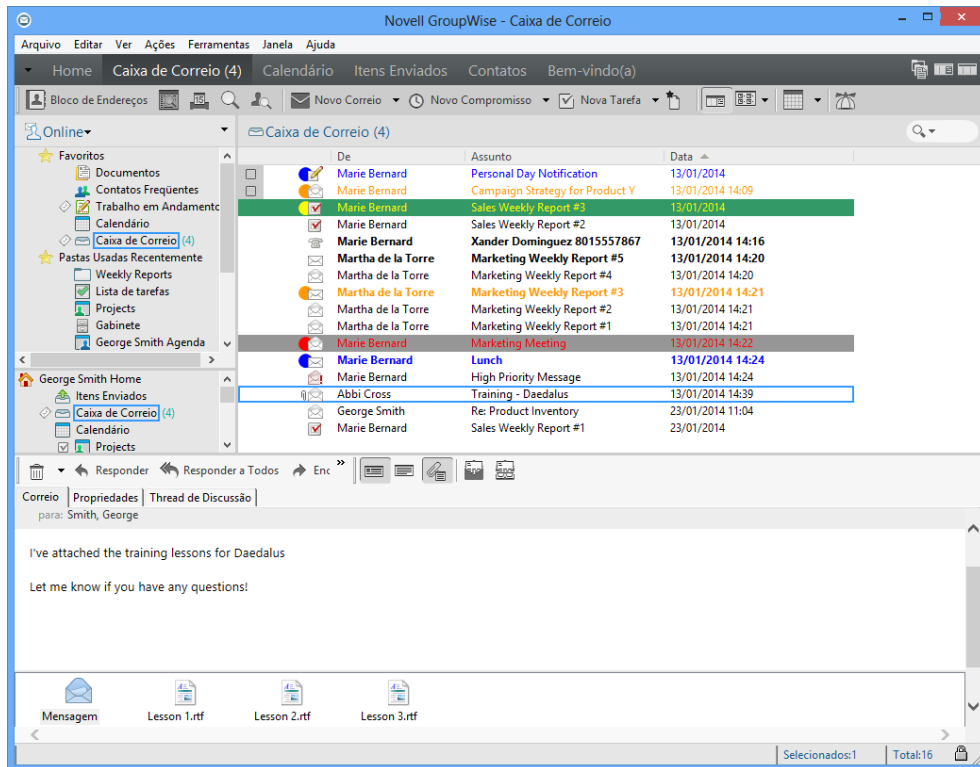 Novell GroupWise - Caixa de Correio
Arquivo Editar Ver Ações Ferramentas Janela Ajuda
Home Caixa de Correio (4) Calendário Itens Enviados Contatos Bem-vindo(a)
Bloco de Endereços 15 Novo Correio Novo Compromisso Nova Tarefa
Online
Caixa de Correio (4)
Favoritos
Documentos
Contatos Freqüentes
Trabalho em Andamento
Calendário
Caixa de Correio (4)
Pastas Usadas Recentemente
Weekly Reports
Lista de tarefas
Projects
Gabinete
George Smith Agenda
George Smith Home
Itens Enviados
Caixa de Correio (4)
Calendário
Projects
De Assunto Data
Marie Bernard Personal Day Notification 13/01/2014
Marie Bernard Campaign Strategy for Product Y 13/01/2014 14:09
Marie Bernard Sales Weekly Report #3 13/01/2014
Marie Bernard Sales Weekly Report #2 13/01/2014
Marie Bernard Xander Dominguez 8015557867 13/01/2014 14:16
Martha de la Torre Marketing Weekly Report #5 13/01/2014 14:20
Martha de la Torre Marketing Weekly Report #4 13/01/2014 14:20
Martha de la Torre Marketing Weekly Report #3 13/01/2014 14:21
Martha de la Torre Marketing Weekly Report #2 13/01/2014 14:21
Martha de la Torre Marketing Weekly Report #1 13/01/2014 14:21
Marie Bernard Marketing Meeting 13/01/2014 14:22
Marie Bernard Lunch 13/01/2014 14:24
Marie Bernard High Priority Message 13/01/2014 14:24
Abbi Cross Training - Daedalus 13/01/2014 14:39
George Smith Re: Product Inventory 23/01/2014 11:04
Marie Bernard Sales Weekly Report #1 23/01/2014
Responder Responder a Todos Enc »
Correio Propriedades Thread de Discussão
para: Smith, George
I've attached the training lessons for Daedalus
Let me know if you have any questions!
Mensagem Lesson 1.rtf Lesson 2.rtf Lesson 3.rtf
Selecionados:1 Total:16